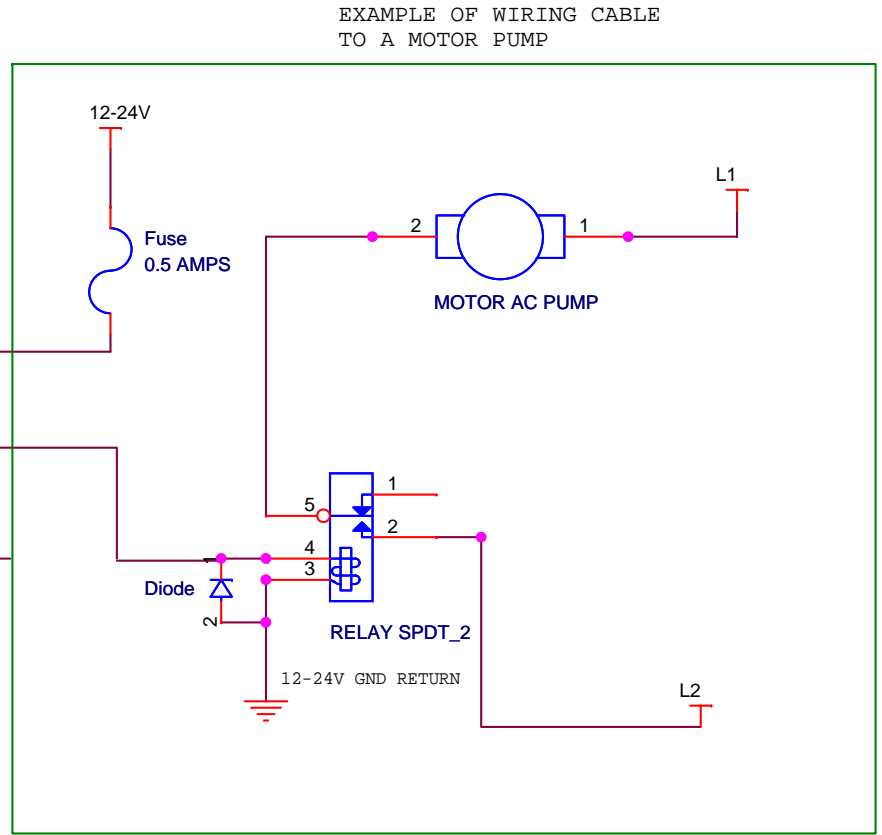 EXAMPLE OF WIRING CABLE
TO A MOTOR PUMP
12-24V
L1
2
1
Fuse
0.5 AMPS
MOTOR AC PUMP
1
5
2
4
1
3
Diode
2
RELAY SPDT_2
12-24V GND RETURN
L2